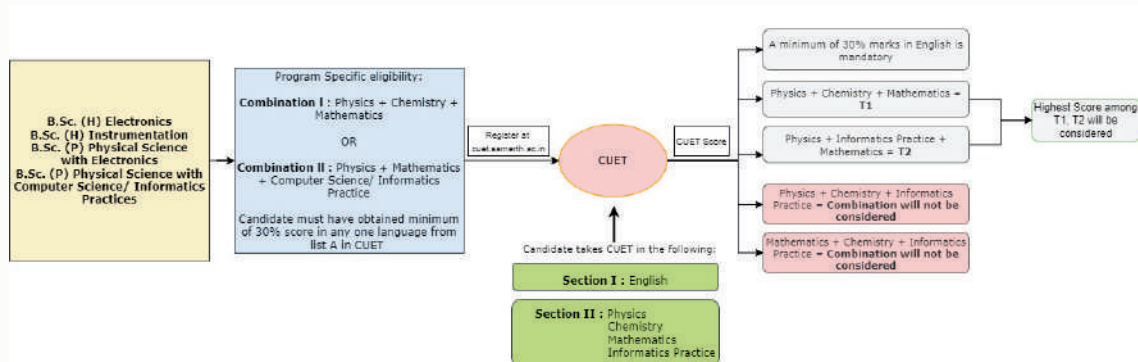 B.Sc. (H) Electronics
B.Sc. (H) Instrumentation
B.Sc. (P) Physical Science
with Electronics
B.Sc. (P) Physical Science with
Computer Science/ Informatics
Practices
Program Specific eligibility:
Combination I : Physics + Chemistry +
Mathematics
OR
Combination II : Physics + Mathematics
+ Computer Science/ Informatics
Practice
Candidate must have obtained minimum
of 30% score in any one language from
list A in CUET
Register at
cuet.samarth.ac.in
CUET
CUET Score
Candidate takes CUET in the following:
Section I : English
Section II : Physics
Chemistry
Mathematics
Informatics Practice
A minimum of 30% marks in English is
mandatory
Physics + Chemistry + Mathematics =
T1
Physics + Informatics Practice +
Mathematics = T2
Physics + Chemistry + Informatics
Practice = Combination will not be
considered
Mathematics + Chemistry + Informatics
Practice = Combination will not be
considered
Highest Score among
T1, T2 will be
considered